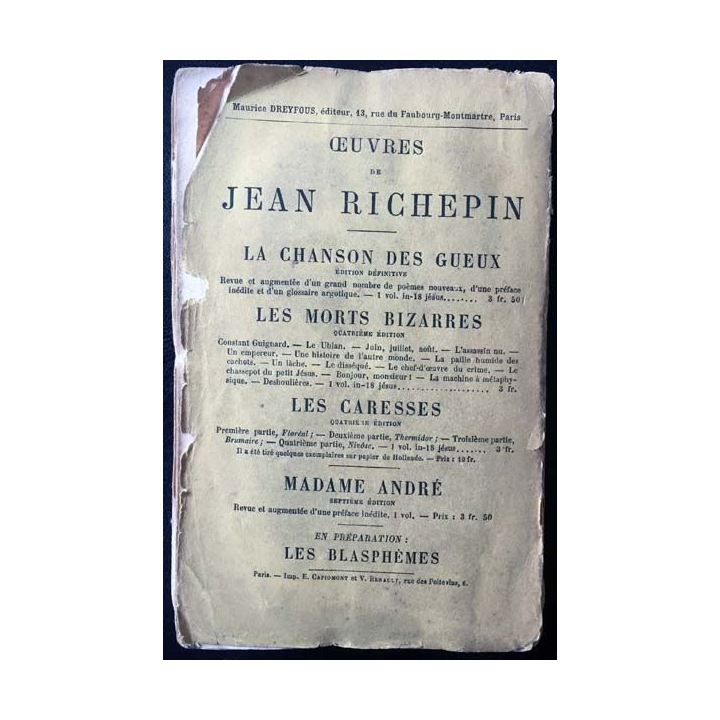 Maurice DREYFOUS, éditeur, 13, rue du Faubourg-Montmartre, Paris
ŒUVRES
DE
JEAN RICHEPIN
LA CHANSON DES GUEUX
ÉDITION DÉFINITIVE
Revue et augmentée d'un grand nombre de poèmes nouveaux, d'une préface
inédite et d'un glossaire argotique. — 1 vol. in-18 jésus........ 3 fr. 50
LES MORTS BIZARRES
QUATRIÈME ÉDITION
Constant Guignard. — Le Uhlan. — Juin, juillet, août. — L'assassin nu. —
Un empereur. — Une histoire de l'autre monde. — La paille humide des
cachots. — Un lâche. — Le disséqué. — Le chef-d'œuvre du crime. — Le
chassepot du petit Jésus. — Bonjour, monsieur! — La machine à métaphy-
sique. — Deshoulières. — 1 vol. in-18 jésus..................... 3 fr.
LES CARESSES
QUATRIÈME ÉDITION
Première partie, Floréal; — Deuxième partie, Thermidor; — Troisième partie,
Brumaire; — Quatrième partie, Nivôse. — 1 vol. in-18 jésus....... 3 fr.
Il a été tiré quelques exemplaires sur papier de Hollande. — Prix : 10 fr.
MADAME ANDRÉ
SEPTIÈME ÉDITION
Revue et augmentée d'une préface inédite. 1 vol. — Prix : 3 fr. 50
EN PRÉPARATION :
LES BLASPHÈMES
Paris. — Imp. E. CAPIOMONT et V. RENAULT, rue des Poitevins, 6.